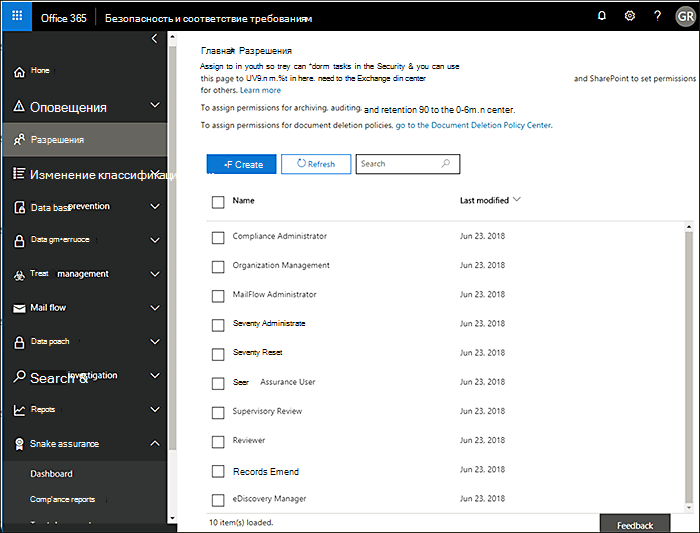 Office 365
Безопасность и соответствие требованиям
?
GR
Home
Оповещения
Разрешения
Изменение классификаци
Data bas prevention
Data gm+erruoce
Treat management
Mail flow
Data poach
Search & investigation
Repots
Snake assurance
Dashboard
Comp'ance reports
Главная Разрешения
Assign to in youth so trey can "dorm tasks in the Security & you can use
this page to UV9.n m.%t in here. need to the Exchange din center and SharePoint to set permissions
for others. Learn more
To assign permissions for archiving, auditing, and retention 90 to the 0-6m.n center.
To assign permissions for document deletion policies, go to the Document Deletion Policy Center.
+F Create
Refresh
Search
Name Last modified
Compliance Administrator Jun 23, 2018
Organization Management Jun 23, 2018
MailFlow Administrator Jun 23, 2018
Seventy Administrate Jun 23, 2018
Seventy Reset Jun 23, 2018
Seer Assurance User Jun 23, 2018
Supervisory Review Jun 23, 2018
Reviewer Jun 23, 2018
Records Emend Jun 23, 2018
eDiscovery Manager Jun 23, 2018
10 item(s) loaded.
Feedback